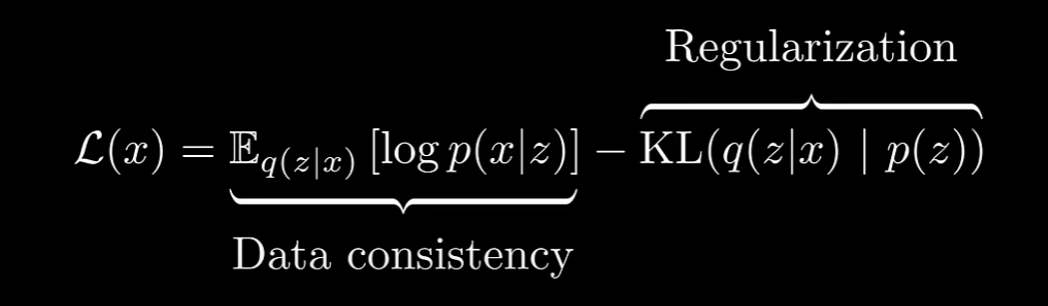 Regularization
ℒ(x) = 𝔼_{q(z|x)} [log p(x|z)] − KL(q(z|x) | p(z))
Data consistency